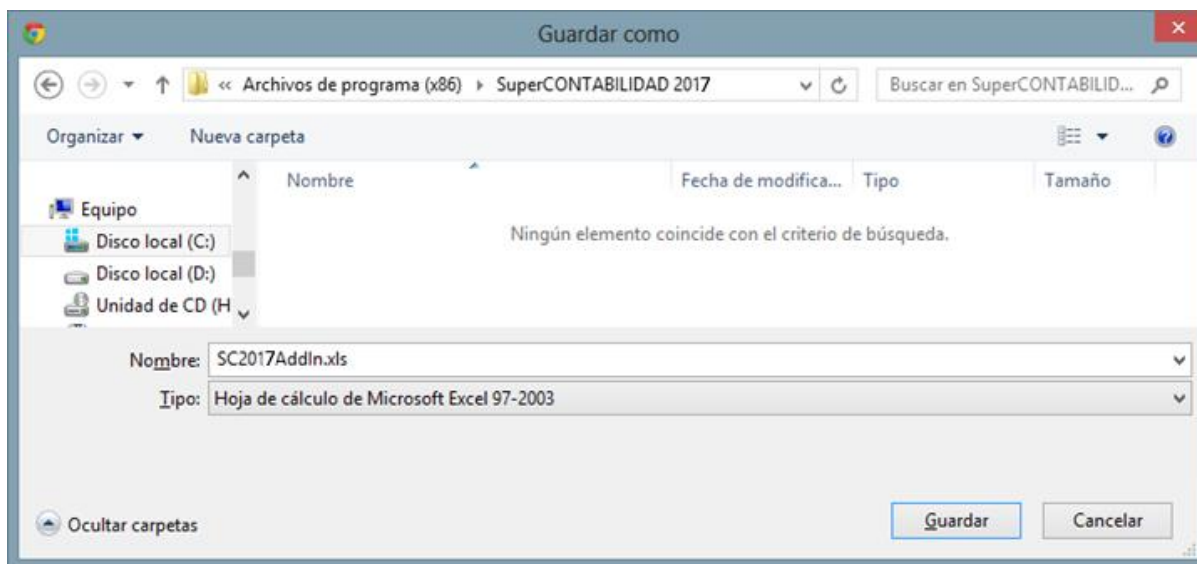 Guardar como
« Archivos de programa (x86) ▸ SuperCONTABILIDAD 2017
Buscar en SuperCONTABILID...
Organizar Nueva carpeta
Nombre Fecha de modifica... Tipo Tamaño
Equipo
Ningún elemento coincide con el criterio de búsqueda.
Disco local (C:)
Disco local (D:)
Unidad de CD (H
Nombre: SC2017AddIn.xls
Tipo: Hoja de cálculo de Microsoft Excel 97-2003
Ocultar carpetas
Guardar Cancelar